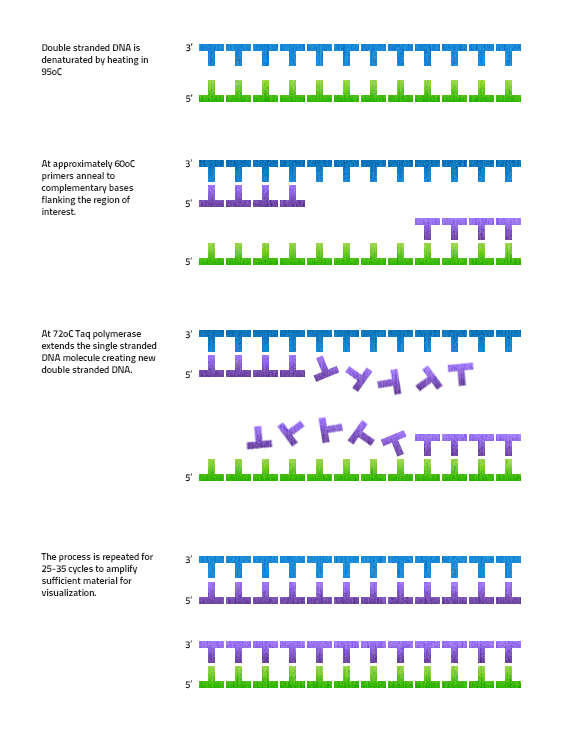 Double stranded DNA is
denaturated by heating in
95oC
3’
5’
At approximately 60oC
primers anneal to
complementary bases
flanking the region of
interest.
3’
5’
5’
At 72oC Taq polymerase
extends the single stranded
DNA molecule creating new
double stranded DNA.
3’
5’
5’
The process is repeated for
25-35 cycles to amplify
sufficient material for
visualization.
3’
5’
3’
5’